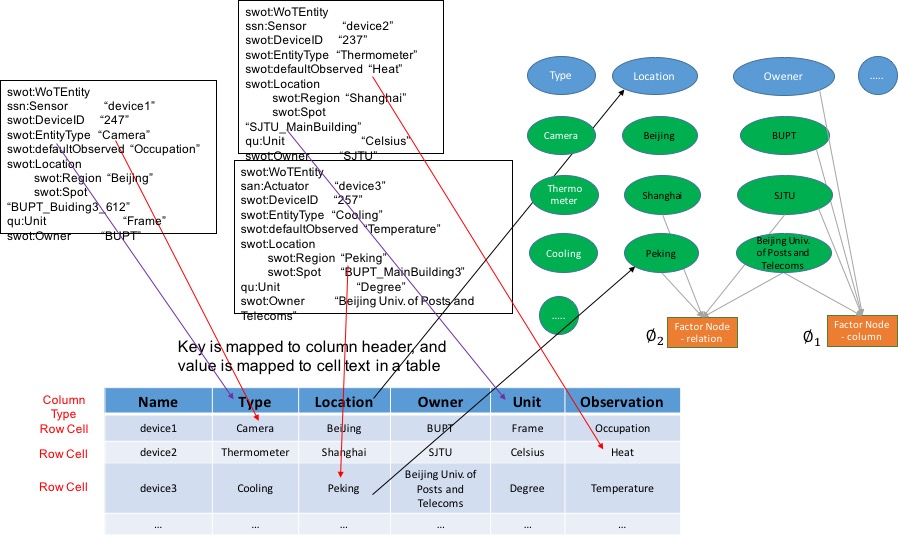 swot:WoTEntity
ssn:Sensor “device2”
swot:DeviceID “237”
swot:EntityType “Thermometer”
swot:defaultObserved “Heat”
swot:Location
swot:Region “Shanghai”
swot:Spot
“SJTU_MainBuilding”
qu:Unit “Celsius”
swot:Owner “SJTU”
swot:WoTEntity
ssn:Sensor “device1”
swot:DeviceID “247”
swot:EntityType “Camera”
swot:defaultObserved “Occupation”
swot:Location
swot:Region “Beijing”
swot:Spot
“BUPT_Buiding3_612”
qu:Unit “Frame”
swot:Owner “BUPT”
swot:WoTEntity
san:Actuator “device3”
swot:DeviceID “257”
swot:EntityType “Cooling”
swot:defaultObserved “Temperature”
swot:Location
swot:Region “Peking”
swot:Spot “BUPT_MainBuilding3”
qu:Unit “Degree”
swot:Owner “Beijing Univ. of Posts and
Telecoms”
Type Location Owener .....
Camera Beijing BUPT
Thermo
meter
Shanghai SJTU
Cooling Peking
Beijing Univ.
of Posts and
Telecoms
.....
Ø2
Factor Node
- relation
Ø1
Factor Node
- column
Key is mapped to column header, and
value is mapped to cell text in a table
Column
Type
Name Type Location Owner Unit Observation
Row Cell device1 Camera Beijing BUPT Frame Occupation
Row Cell device2 Thermometer Shanghai SJTU Celsius Heat
Row Cell device3 Cooling Peking
Beijing Univ. of
Posts and
Telecoms
Degree Temperature
... ... ... ... ... ...